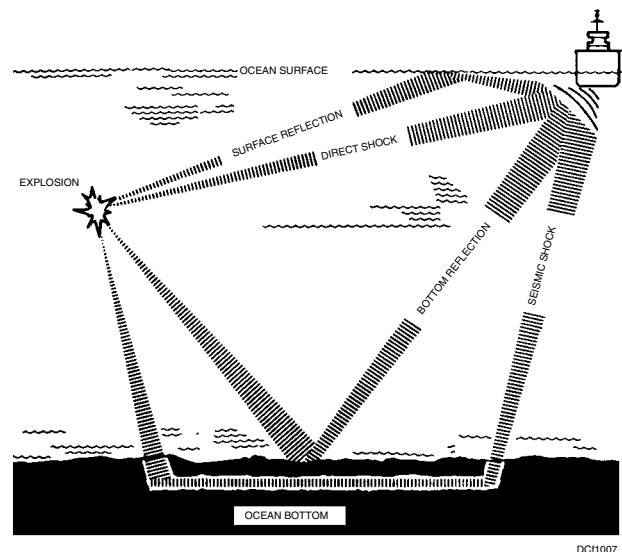 OCEAN SURFACE
SURFACE REFLECTION
DIRECT SHOCK
EXPLOSION
BOTTOM REFLECTION
SEISMIC SHOCK
OCEAN BOTTOM
DCf1007